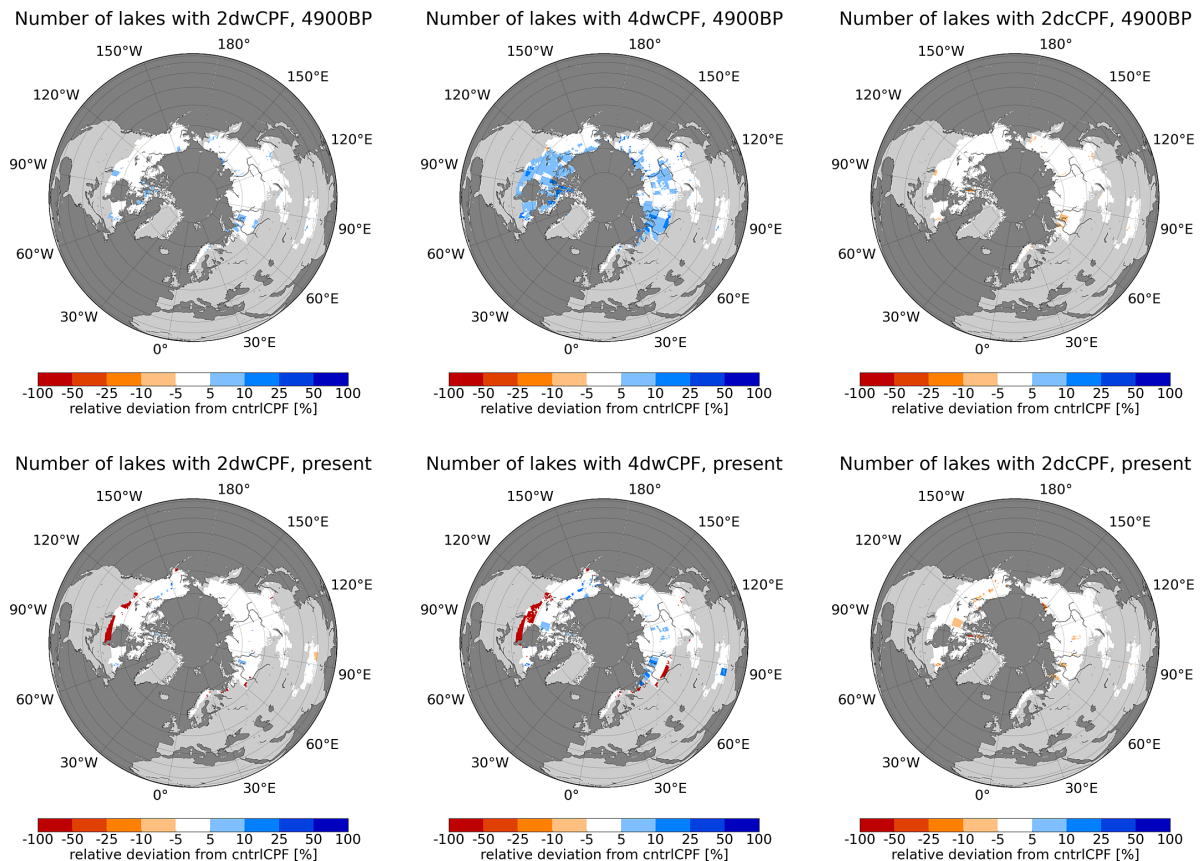 Number of lakes with 2dwCPF, 4900BP
Number of lakes with 4dwCPF, 4900BP
Number of lakes with 2dcCPF, 4900BP
180°
150°W
150°E
120°W
120°E
90°W
90°E
60°W
60°E
30°W
30°E
0°
180°
150°W
150°E
120°W
120°E
90°W
90°E
60°W
60°E
30°W
30°E
0°
180°
150°W
150°E
120°W
120°E
90°W
90°E
60°W
60°E
30°W
30°E
0°
-100 -50 -25 -10 -5 5 10 25 50 100
relative deviation from cntrlCPF [%]
-100 -50 -25 -10 -5 5 10 25 50 100
relative deviation from cntrlCPF [%]
-100 -50 -25 -10 -5 5 10 25 50 100
relative deviation from cntrlCPF [%]
Number of lakes with 2dwCPF, present
Number of lakes with 4dwCPF, present
Number of lakes with 2dcCPF, present
180°
150°W
150°E
120°W
120°E
90°W
90°E
60°W
60°E
30°W
30°E
0°
180°
150°W
150°E
120°W
120°E
90°W
90°E
60°W
60°E
30°W
30°E
0°
180°
150°W
150°E
120°W
120°E
90°W
90°E
60°W
60°E
30°W
30°E
0°
-100 -50 -25 -10 -5 5 10 25 50 100
relative deviation from cntrlCPF [%]
-100 -50 -25 -10 -5 5 10 25 50 100
relative deviation from cntrlCPF [%]
-100 -50 -25 -10 -5 5 10 25 50 100
relative deviation from cntrlCPF [%]